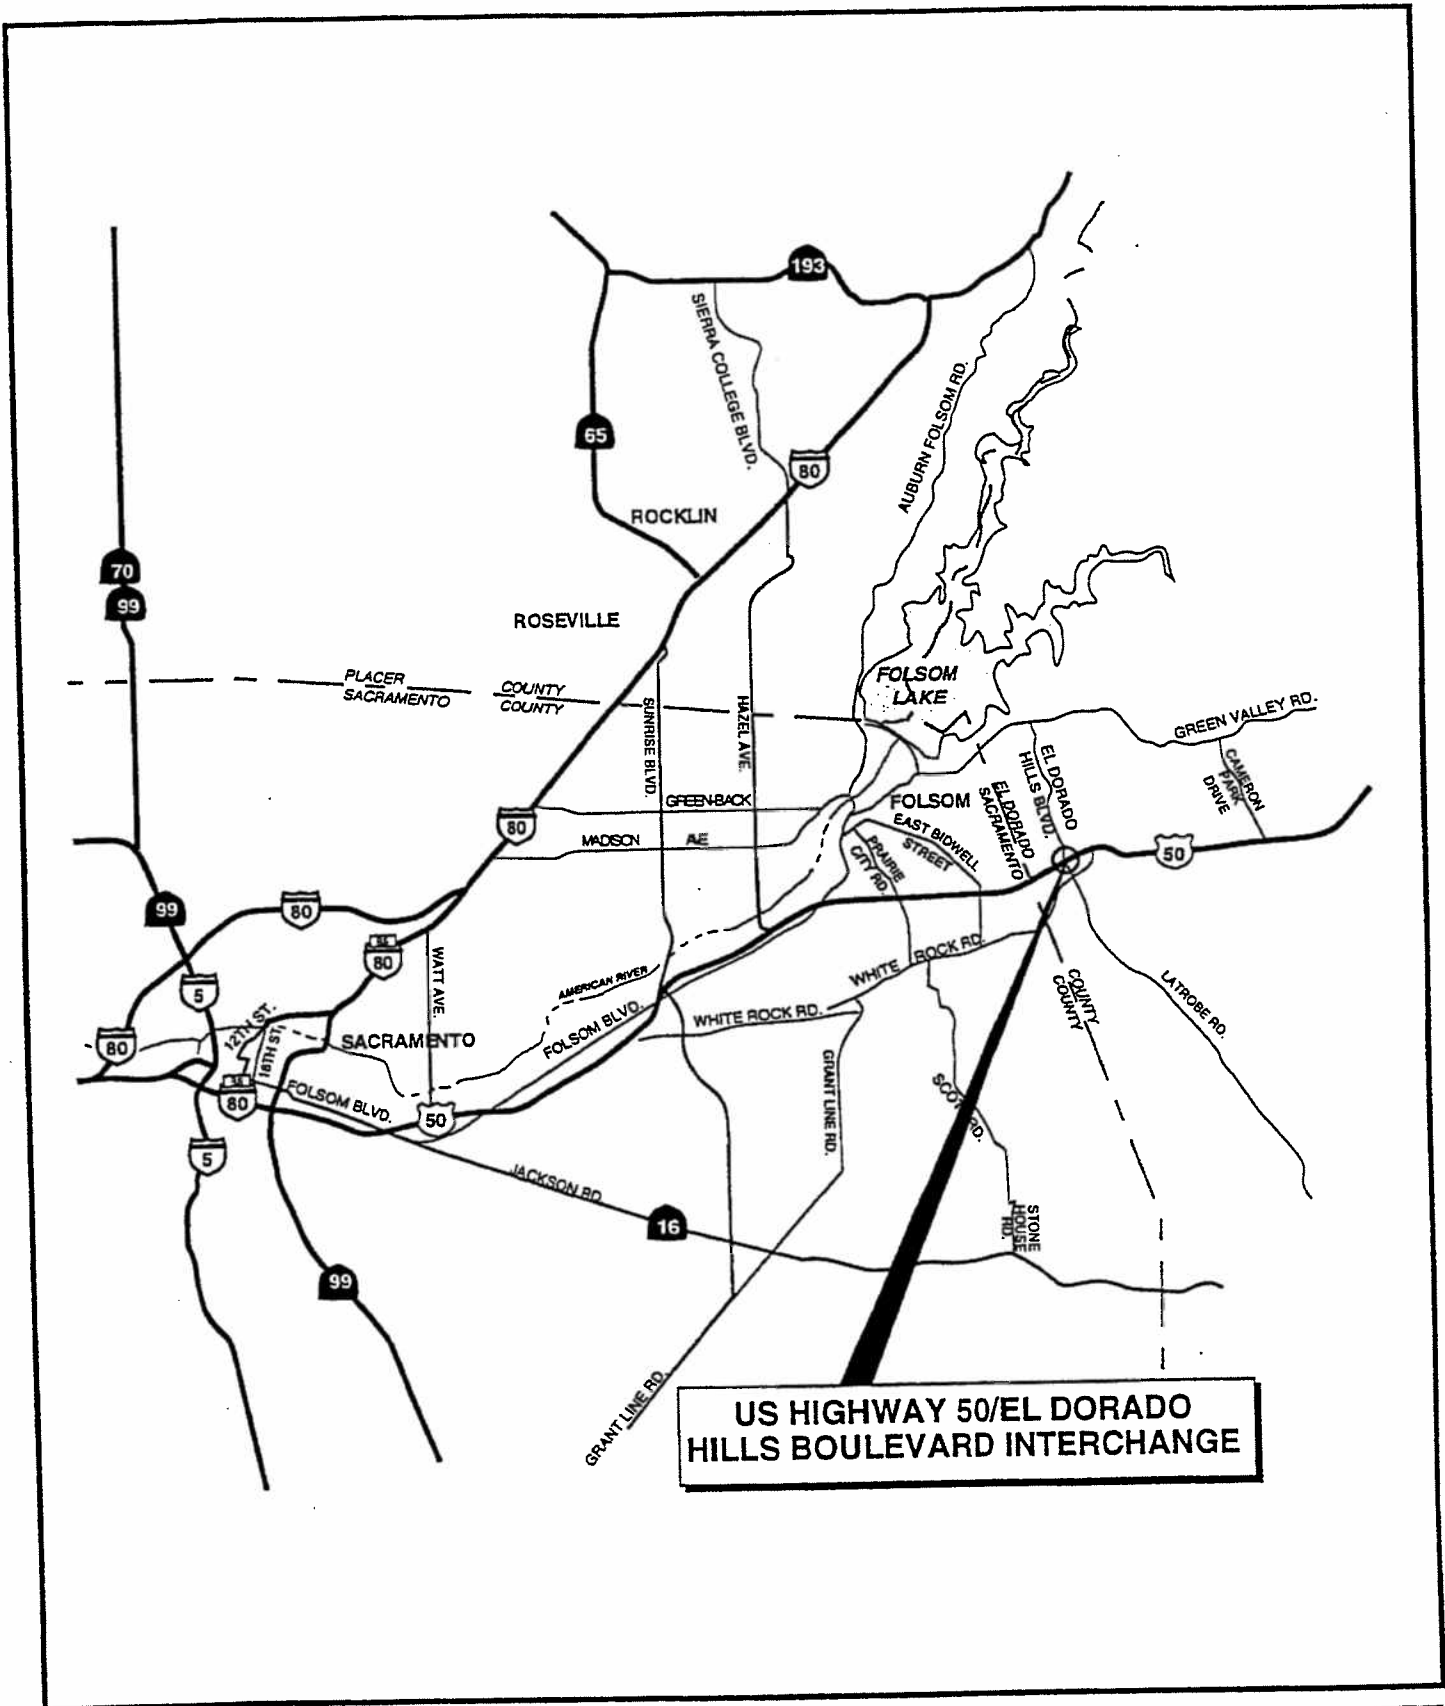 193
SIERRA COLLEGE BLVD.
65
80
AUBURN FOLSOM RD.
ROCKLIN
70
99
ROSEVILLE
FOLSOM
LAKE
PLACER
SACRAMENTO
COUNTY
COUNTY
SUNRISE BLVD.
HAZEL AVE.
GREEN VALLEY RD.
EL DORADO
HILLS BLVD.
CAMERON
PARK
DRIVE
GREEN-BACK
FOLSOM
EL DORADO
SACRAMENTO
80
MADISON AVE
EAST BIDWELL
STREET
PRAIRIE
CITY RD.
50
99
80
80
WATT AVE.
WHITE ROCK RD.
5
AMERICAN RIVER
COUNTY
COUNTY
LATROBE RD.
12TH ST.
16TH ST.
SACRAMENTO
FOLSOM BLVD.
WHITE ROCK RD.
80
80
FOLSOM BLVD.
50
GRANT LINE RD.
5
JACKSON RD.
16
STONE
HOUSE
RD.
99
GRANT LINE RD.
US HIGHWAY 50/EL DORADO
HILLS BOULEVARD INTERCHANGE